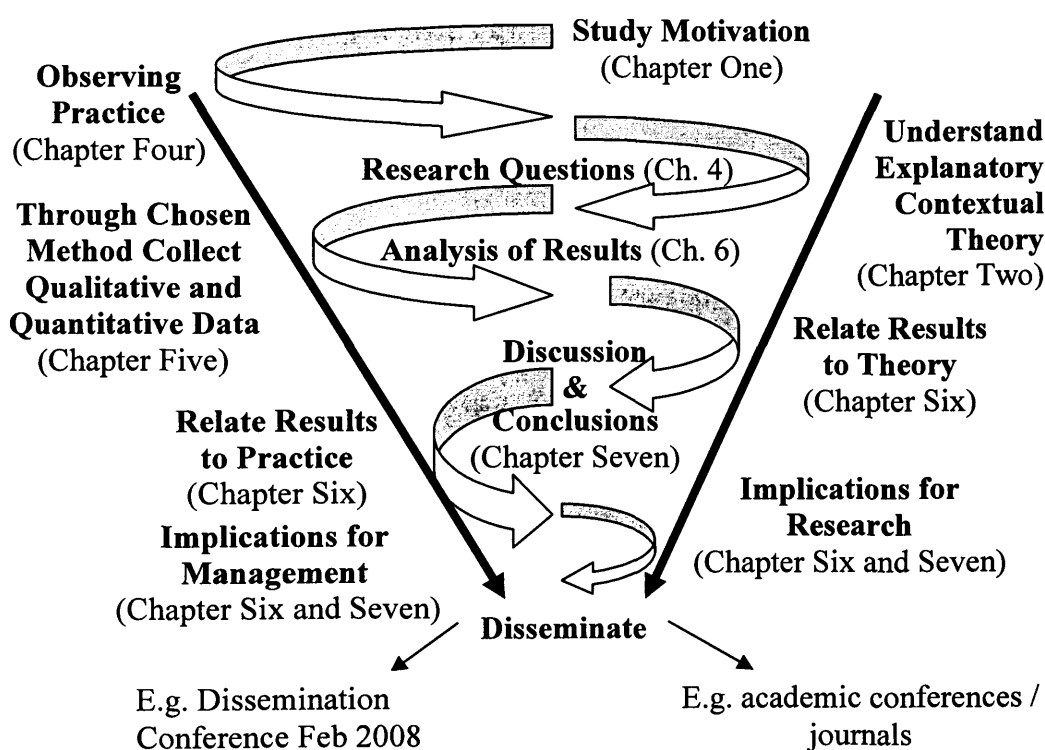 Study Motivation
(Chapter One)
Observing
Practice
(Chapter Four)
Understand
Explanatory
Contextual
Theory
(Chapter Two)
Research Questions (Ch. 4)
Through Chosen
Method Collect
Qualitative and
Quantitative Data
(Chapter Five)
Analysis of Results (Ch. 6)
Relate Results
to Theory
(Chapter Six)
Discussion
&
Conclusions
(Chapter Seven)
Relate Results
to Practice
(Chapter Six)
Implications for
Research
(Chapter Six and Seven)
Implications for
Management
(Chapter Six and Seven)
Disseminate
E.g. Dissemination
Conference Feb 2008
E.g. academic conferences /
journals